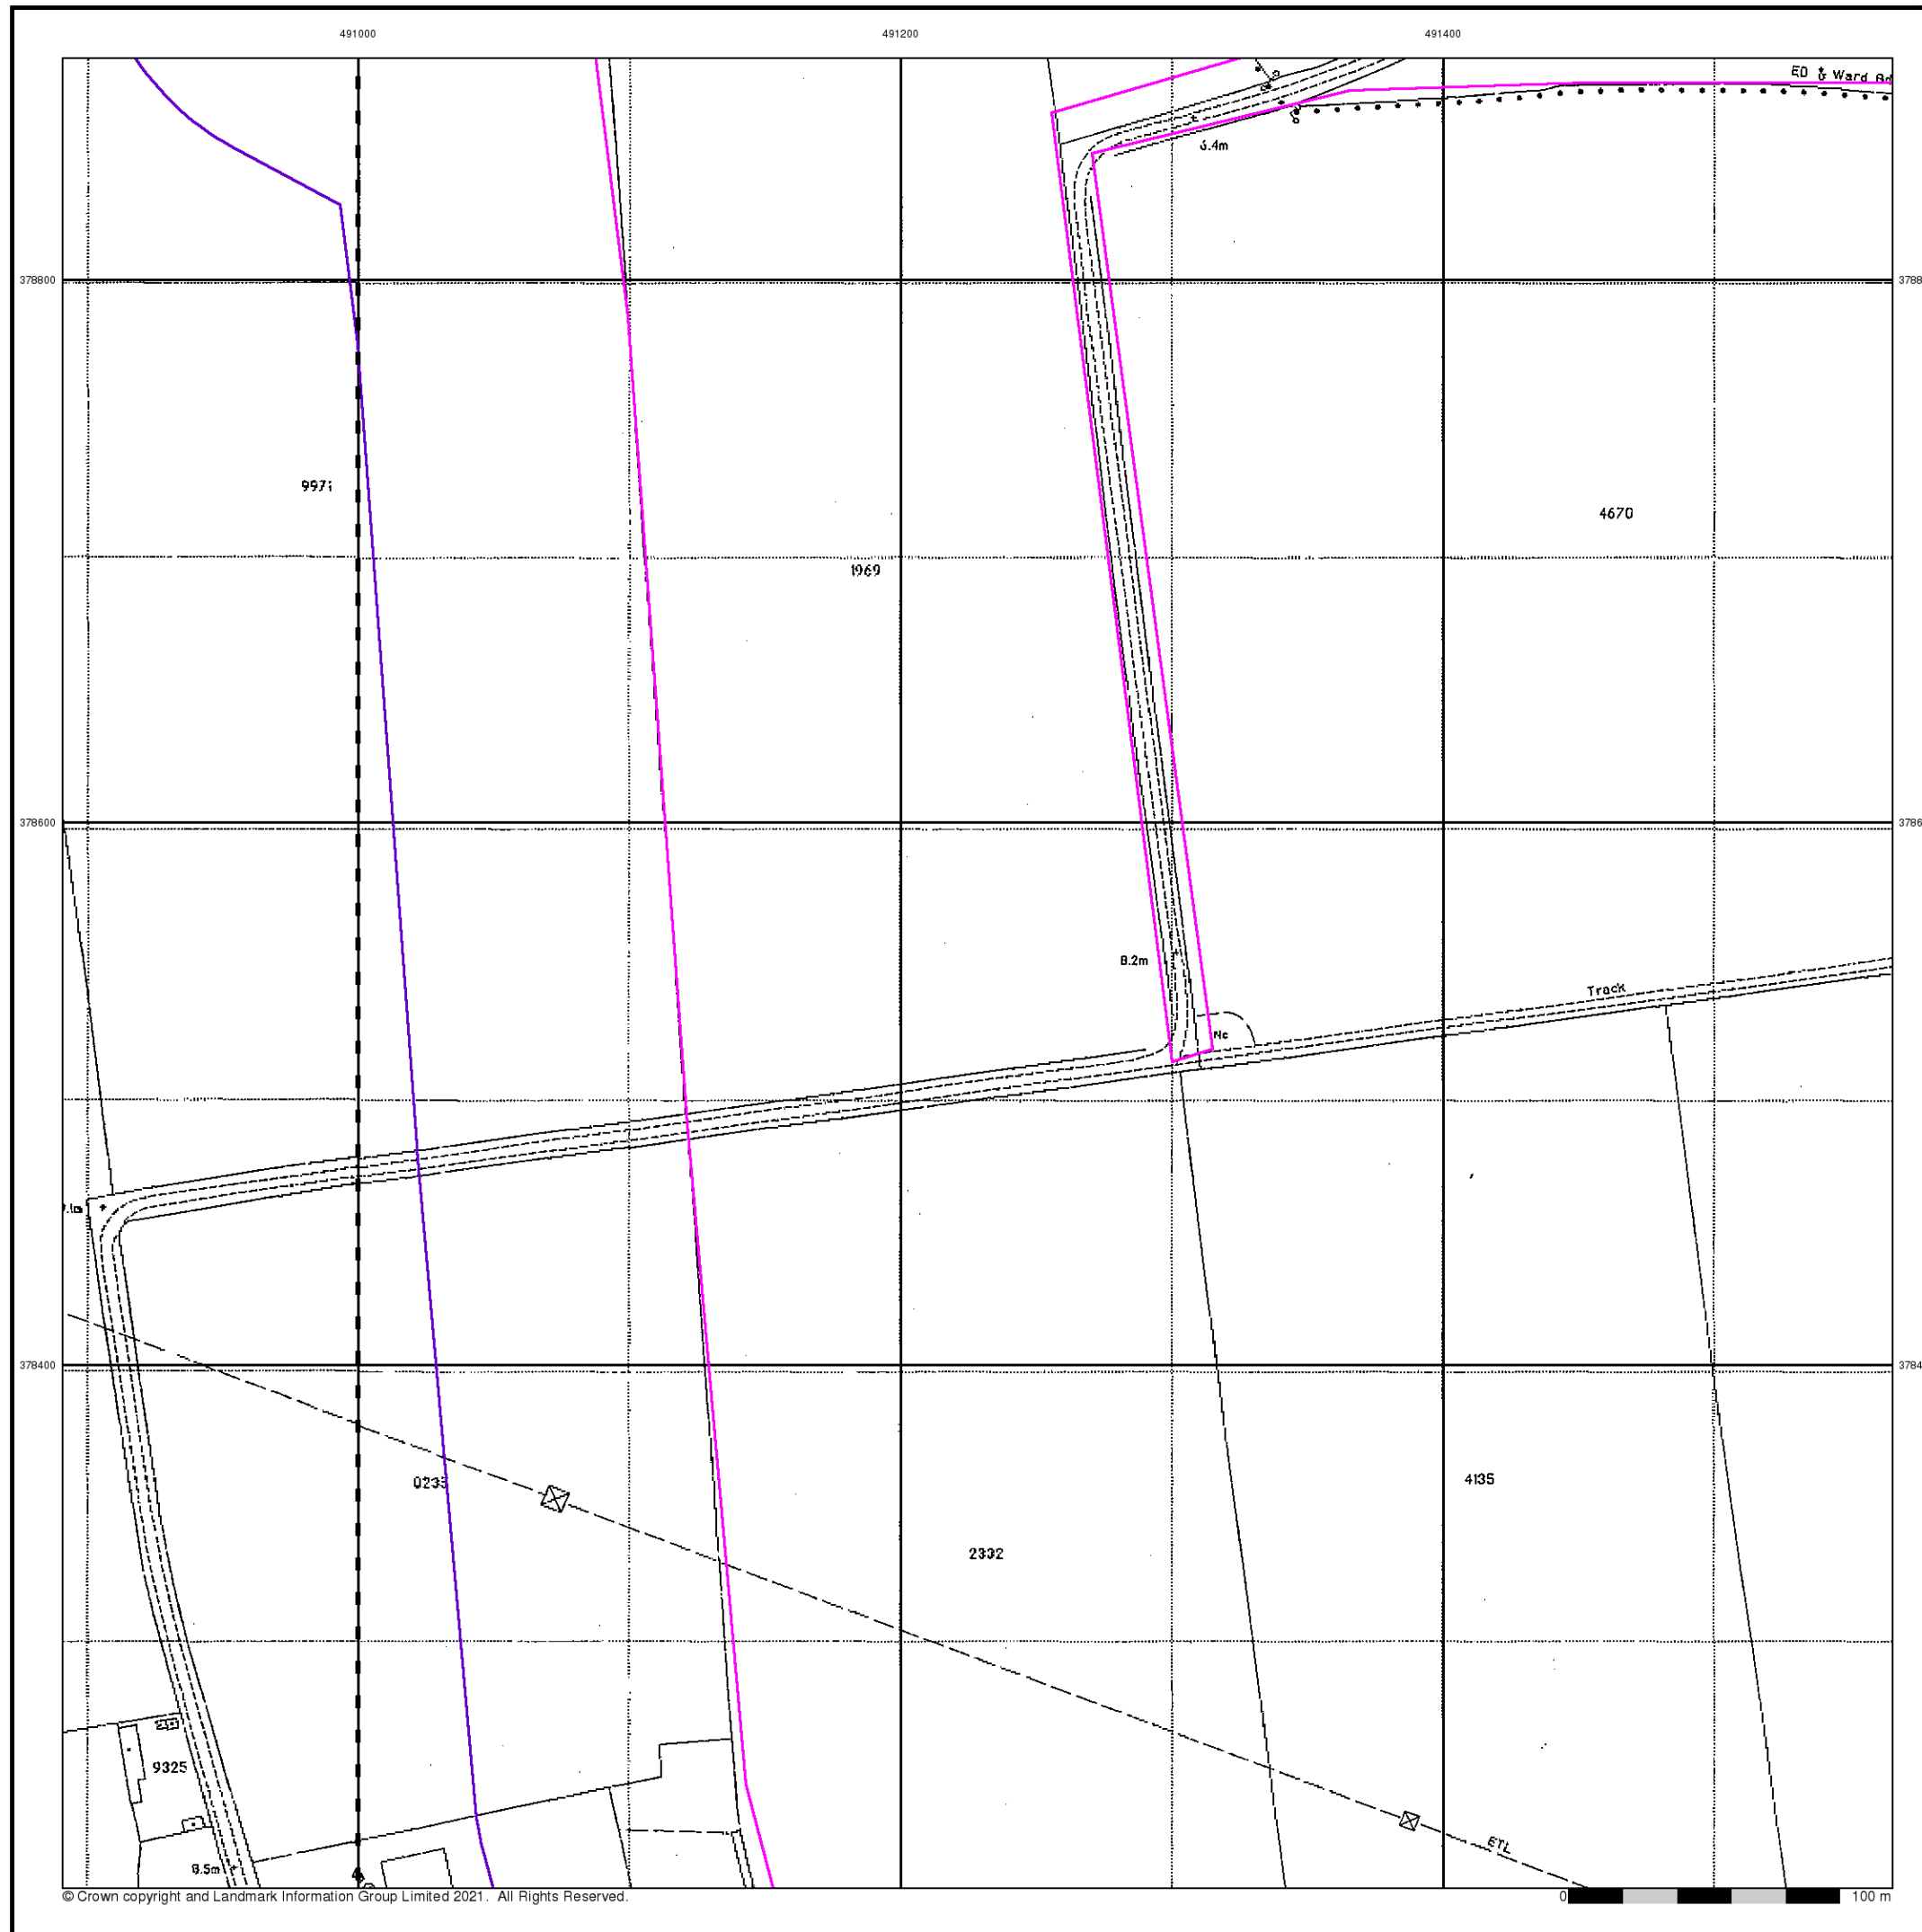 491000 491200 491400
ED & Ward Bd
6.4m
378800 3788
9971
4670
1969
378600 3786
8.2m
Track
Nc
378400 3784
0235
4135
2332
9325
ETL
8.5m
© Crown copyright and Landmark Information Group Limited 2021. All Rights Reserved.
0 100 m